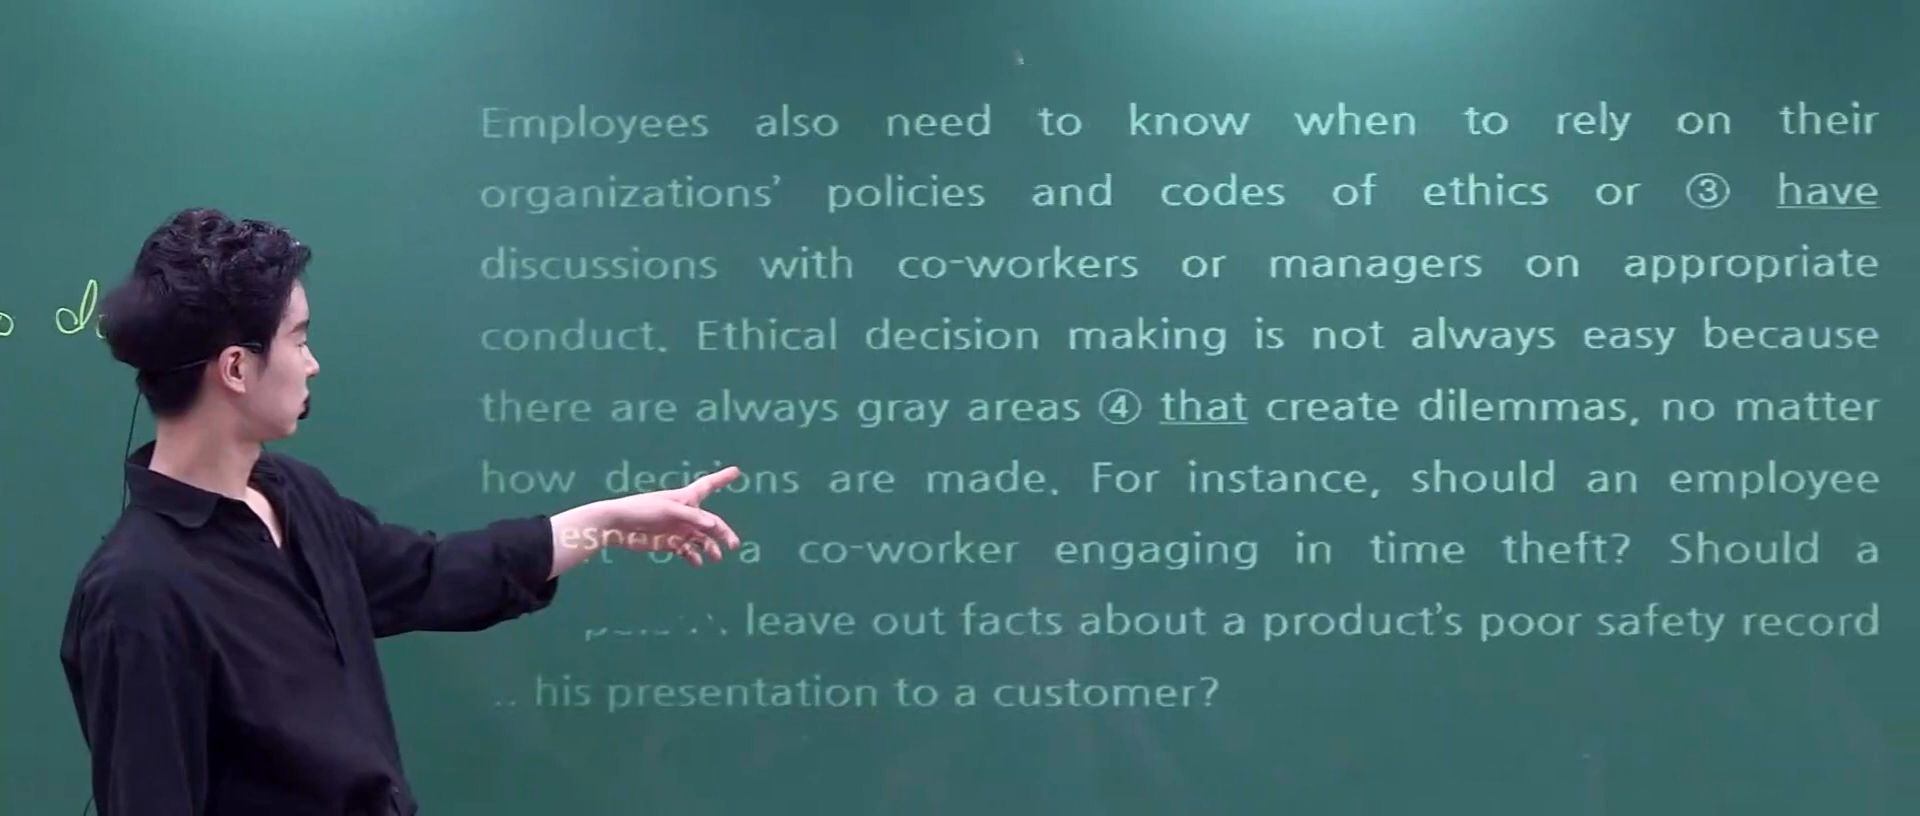 Employees also need to know when to rely on their
organizations' policies and codes of ethics or ③ have
discussions with co-workers or managers on appropriate
conduct. Ethical decision making is not always easy because
there are always gray areas ④ that create dilemmas, no matter
how decisions are made. For instance, should an employee
a co-worker engaging in time theft? Should a
leave out facts about a product's poor safety record
his presentation to a customer?